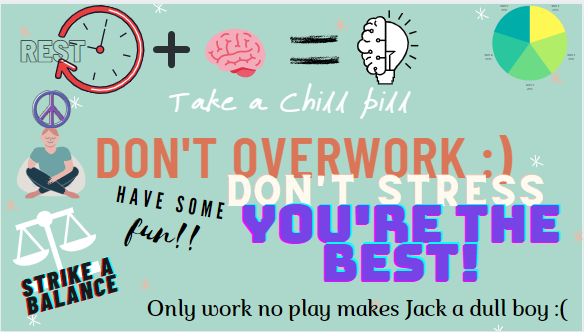 REST
Take a Chill pill
DON'T OVERWORK :)
DON'T STRESS
HAVE SOME
fun!!
YOU'RE THE
BEST!
STRIKE A
BALANCE
Only work no play makes Jack a dull boy :(